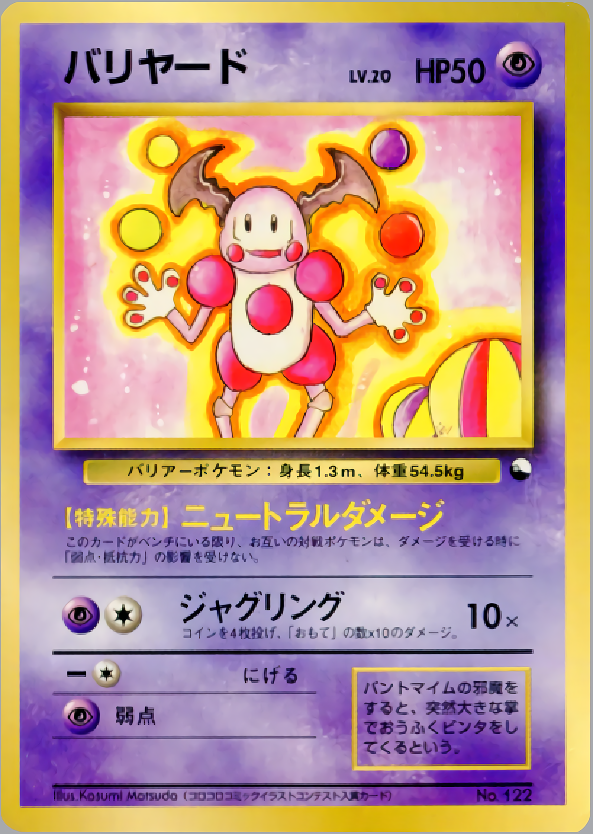 バリヤード LV.20 HP50
バリアーポケモン：身長1.3m、体重54.5kg
【特殊能力】ニュートラルダメージ
このカードがベンチにいる限り、お互いの対戦ポケモンは、ダメージを受ける時に
「弱点・抵抗力」の影響を受けない。
ジャグリング 10×
コインを4枚投げ、「おもて」の数x10のダメージ。
にげる
弱点
パントマイムの邪魔を
すると、突然大きな掌
でおうふくビンタをし
てくるという。
Illus.Kasumi Matsuda（コロコロコミックイラストコンテスト入賞カード） No. 122